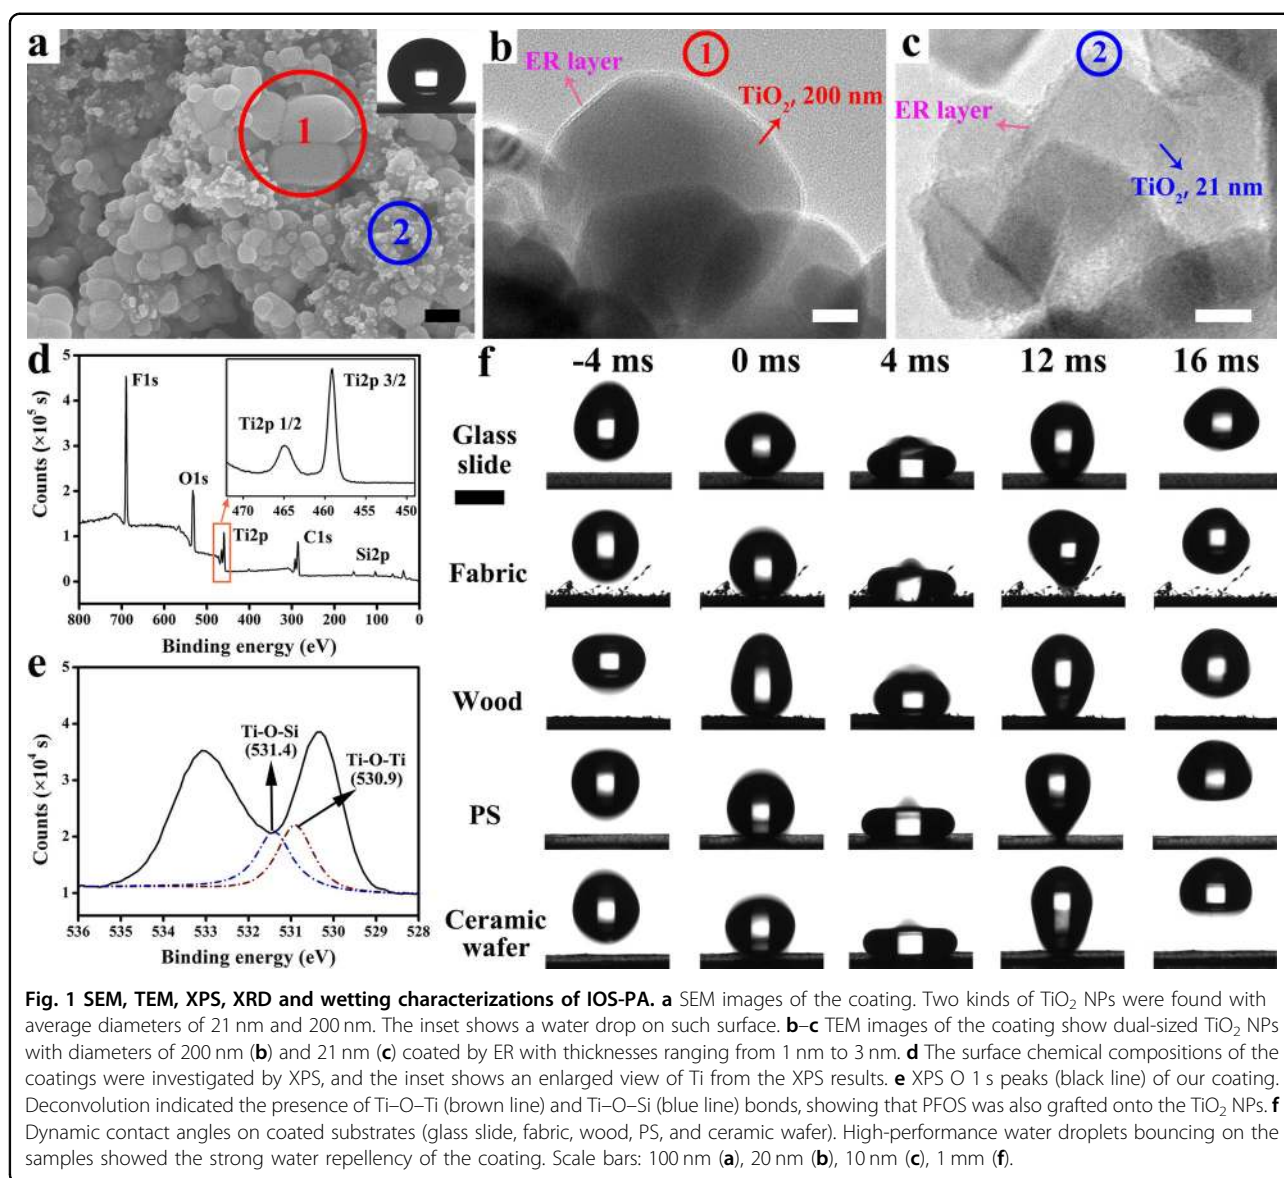 a
1
2
b
1
ER layer
TiO2, 200 nm
c
2
ER layer
TiO2, 21 nm
d
Counts (×10^5 s)
5
4
3
2
1
0
F1s
O1s
Ti2p
C1s
Si2p
Ti2p 3/2
Ti2p 1/2
470 465 460 455 450
800 700 600 500 400 300 200 100 0
Binding energy (eV)
e
Counts (×10^4 s)
5
4
3
2
1
Ti-O-Si
(531.4)
Ti-O-Ti
(530.9)
536 535 534 533 532 531 530 529 528
Binding energy (eV)
f
-4 ms 0 ms 4 ms 12 ms 16 ms
Glass
slide
Fabric
Wood
PS
Ceramic
wafer
Fig. 1 SEM, TEM, XPS, XRD and wetting characterizations of IOS-PA. a SEM images of the coating. Two kinds of TiO2 NPs were found with
average diameters of 21 nm and 200 nm. The inset shows a water drop on such surface. b–c TEM images of the coating show dual-sized TiO2 NPs
with diameters of 200 nm (b) and 21 nm (c) coated by ER with thicknesses ranging from 1 nm to 3 nm. d The surface chemical compositions of the
coatings were investigated by XPS, and the inset shows an enlarged view of Ti from the XPS results. e XPS O 1 s peaks (black line) of our coating.
Deconvolution indicated the presence of Ti–O–Ti (brown line) and Ti–O–Si (blue line) bonds, showing that PFOS was also grafted onto the TiO2 NPs. f
Dynamic contact angles on coated substrates (glass slide, fabric, wood, PS, and ceramic wafer). High-performance water droplets bouncing on the
samples showed the strong water repellency of the coating. Scale bars: 100 nm (a), 20 nm (b), 10 nm (c), 1 mm (f).